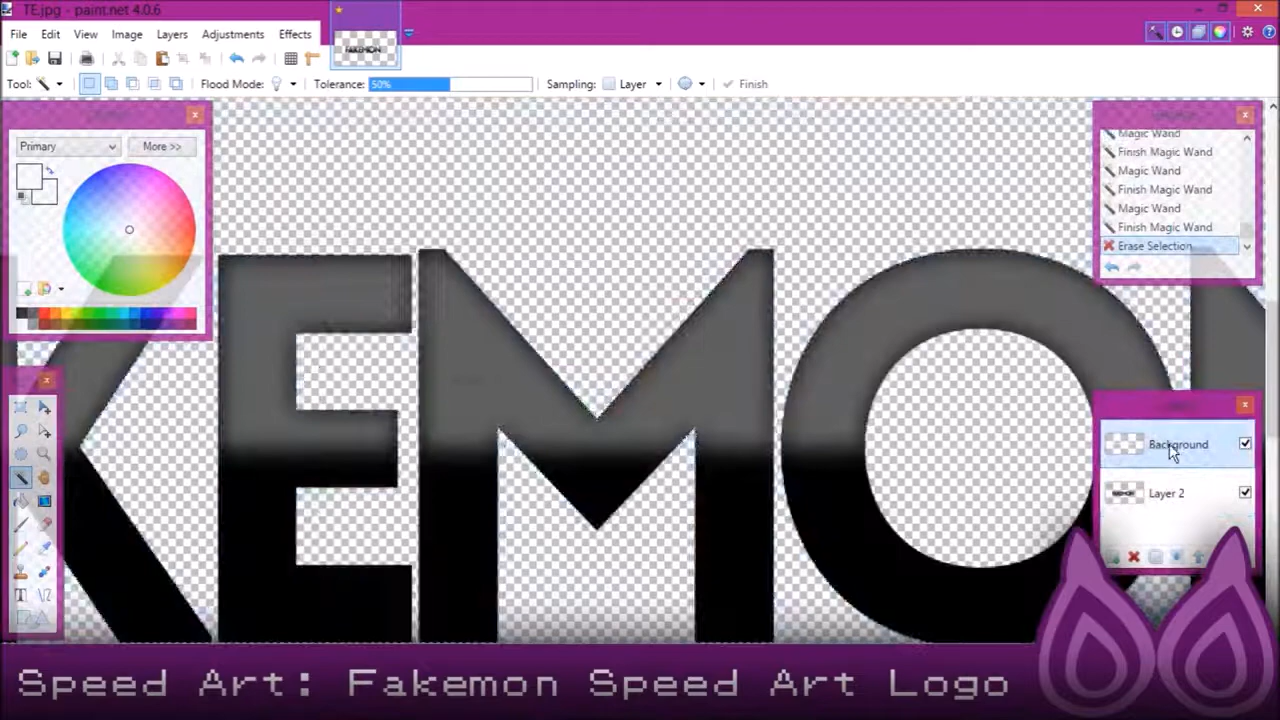 TE.jpg - paint.net 4.0.6
File Edit View Image Layers Adjustments Effects
FAKEMON
Tool: Flood Mode: Tolerance: 50% Sampling: Layer Finish
Primary More >>
Magic Wand
Finish Magic Wand
Magic Wand
Finish Magic Wand
Magic Wand
Finish Magic Wand
Erase Selection
KEMON
Background
Layer 2
Speed Art: Fakemon Speed Art Logo